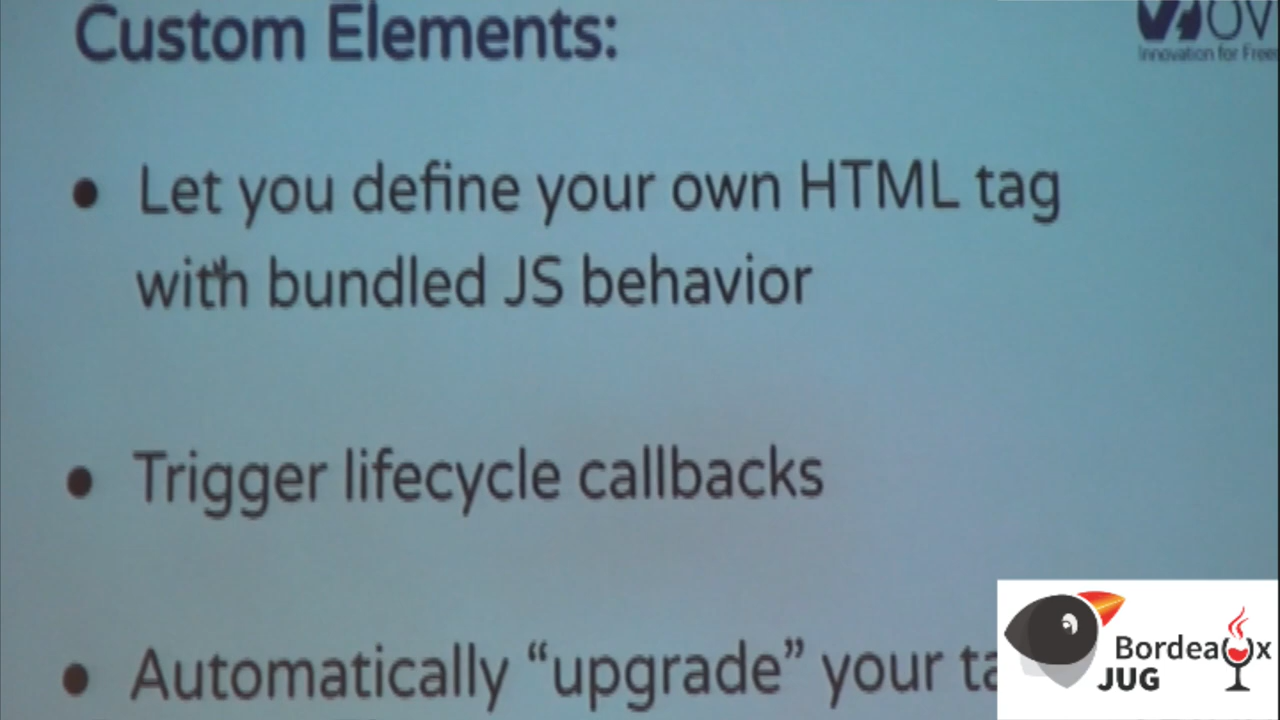 Custom Elements:
OV
Innovation for Free
• Let you define your own HTML tag
with bundled JS behavior
• Trigger lifecycle callbacks
• Automatically “upgrade” your ta
Bordeaux
JUG